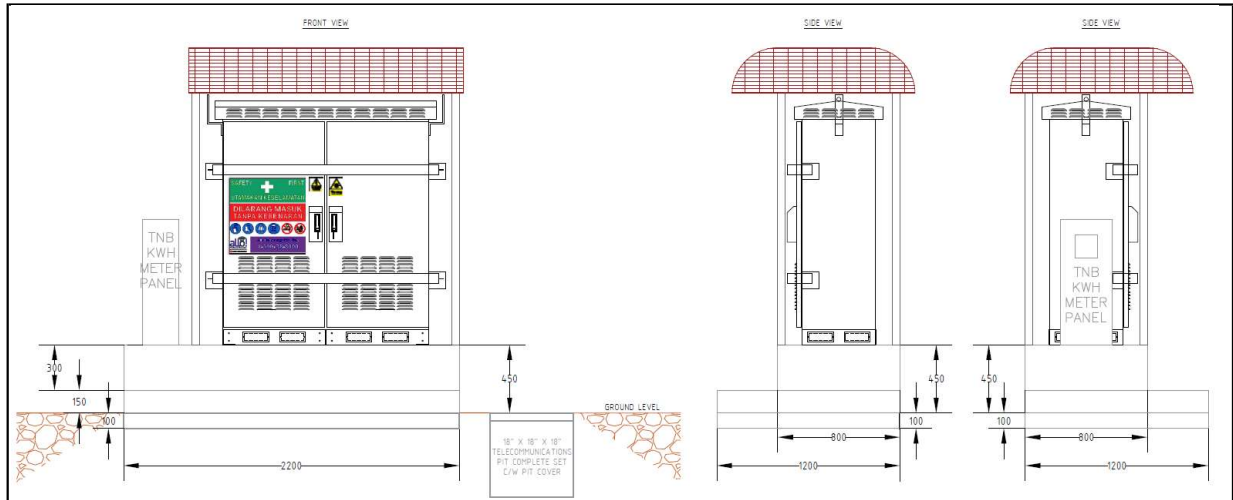 FRONT VIEW
SAFETY FIRST
UTAMAKAN KESELAMATAN
DILARANG MASUK
TANPA KEBENARAN
TNB
KWH
METER
PANEL
300
150
100
450
2200
GROUND LEVEL
18" X 18" X 18"
TELECOMMUNICATIONS
PIT COMPLETE SET
C/W PIT COVER
SIDE VIEW
450
100
800
1200
SIDE VIEW
TNB
KWH
METER
PANEL
450
100
800
1200